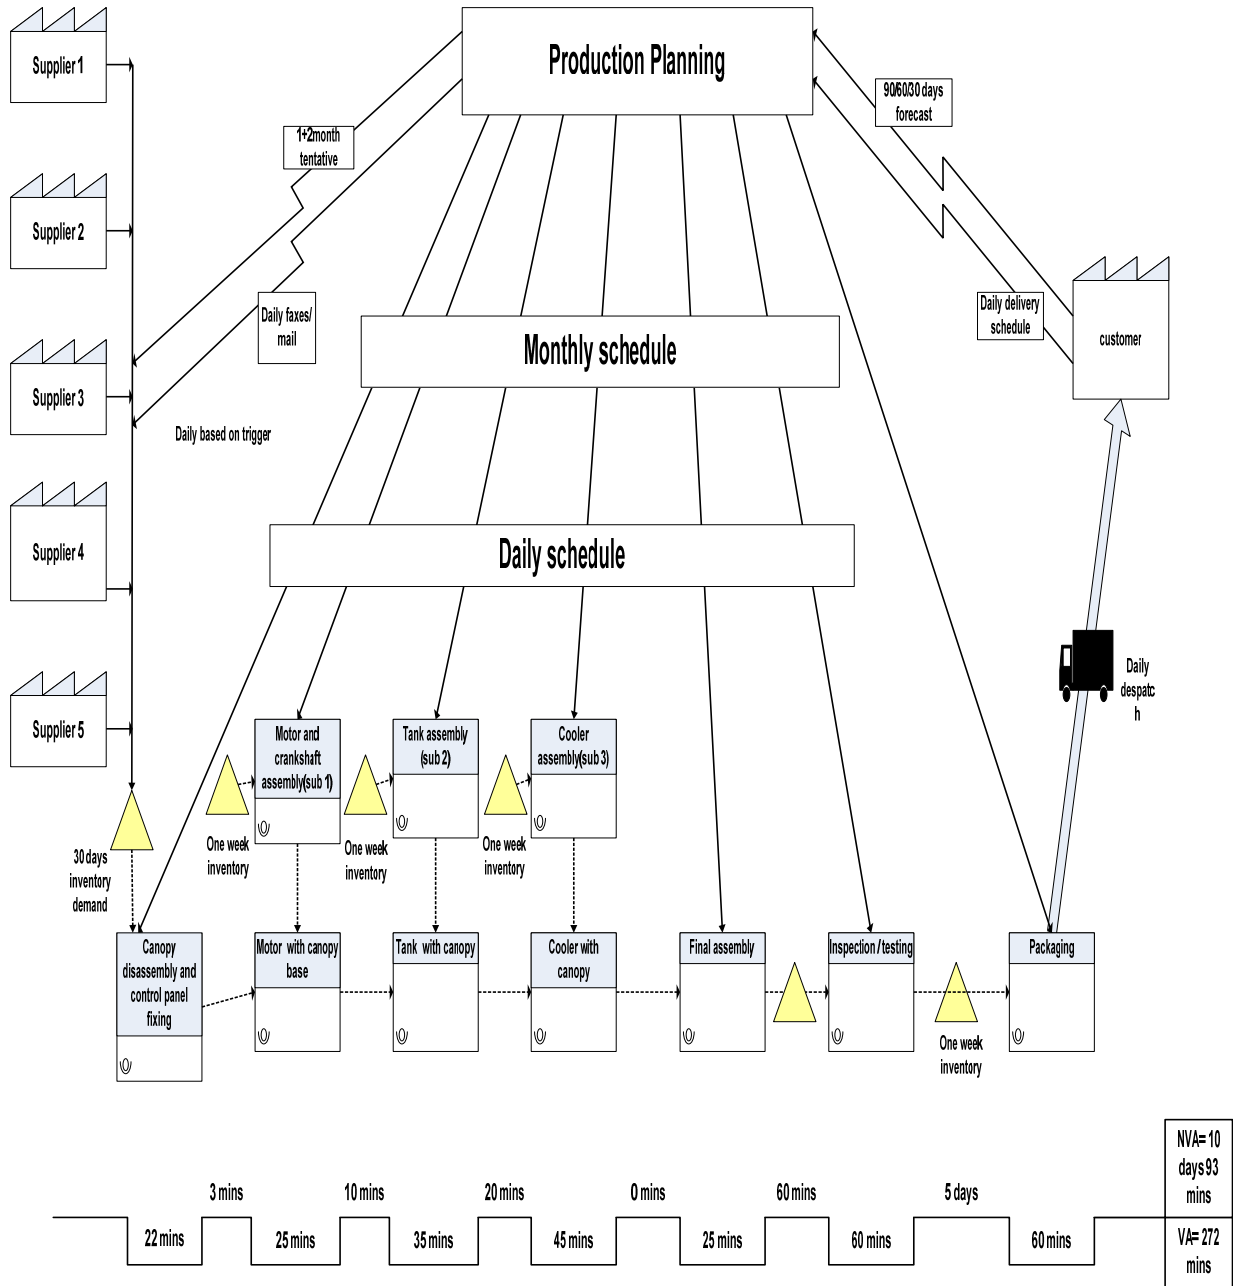 Supplier 1
Production Planning
90/60/30 days
forecast
1+2month
tentative
Supplier 2
Daily faxes/
mail
Daily delivery
schedule
customer
Monthly schedule
Supplier 3
Daily based on trigger
Supplier 4
Daily schedule
Supplier 5
Daily
despatc
h
Motor and
crankshaft
assembly(sub 1)
Tank assembly
(sub 2)
Cooler
assembly(sub 3)
One week
inventory
One week
inventory
One week
inventory
30 days
inventory
demand
Canopy
disassembly and
control panel
fixing
Motor with canopy
base
Tank with canopy
Cooler with
canopy
Final assembly
Inspection / testing
Packaging
One week
inventory
3 mins
10 mins
20 mins
0 mins
60 mins
5 days
NVA= 10
days 93
mins
22 mins
25 mins
35 mins
45 mins
25 mins
60 mins
60 mins
VA= 272
mins